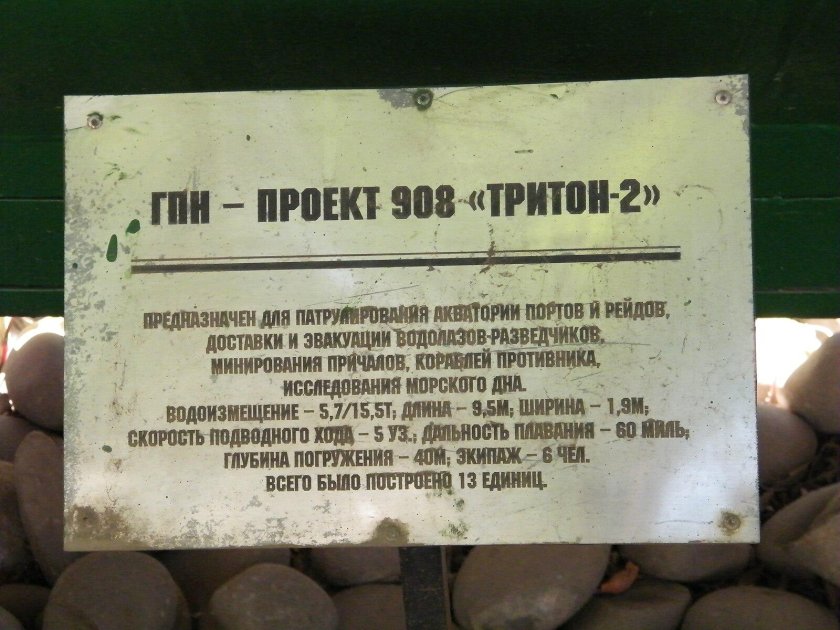 ГПН – ПРОЕКТ 908 «ТРИТОН-2»
ПРЕДНАЗНАЧЕН ДЛЯ ПАТРУЛИРОВАНИЯ АКВАТОРИИ ПОРТОВ И РЕЙДОВ,
ДОСТАВКИ И ЭВАКУАЦИИ ВОДОЛАЗОВ-РАЗВЕДЧИКОВ,
МИНИРОВАНИЯ ПРИЧАЛОВ, КОРАБЛЕЙ ПРОТИВНИКА,
ИССЛЕДОВАНИЯ МОРСКОГО ДНА.
ВОДОИЗМЕЩЕНИЕ – 5,7/15,5Т; ДЛИНА – 9,5М; ШИРИНА – 1,9М;
СКОРОСТЬ ПОДВОДНОГО ХОДА – 5 УЗ.; ДАЛЬНОСТЬ ПЛАВАНИЯ – 60 МИЛЬ;
ГЛУБИНА ПОГРУЖЕНИЯ – 40М; ЭКИПАЖ – 6 ЧЕЛ.
ВСЕГО БЫЛО ПОСТРОЕНО 13 ЕДИНИЦ.